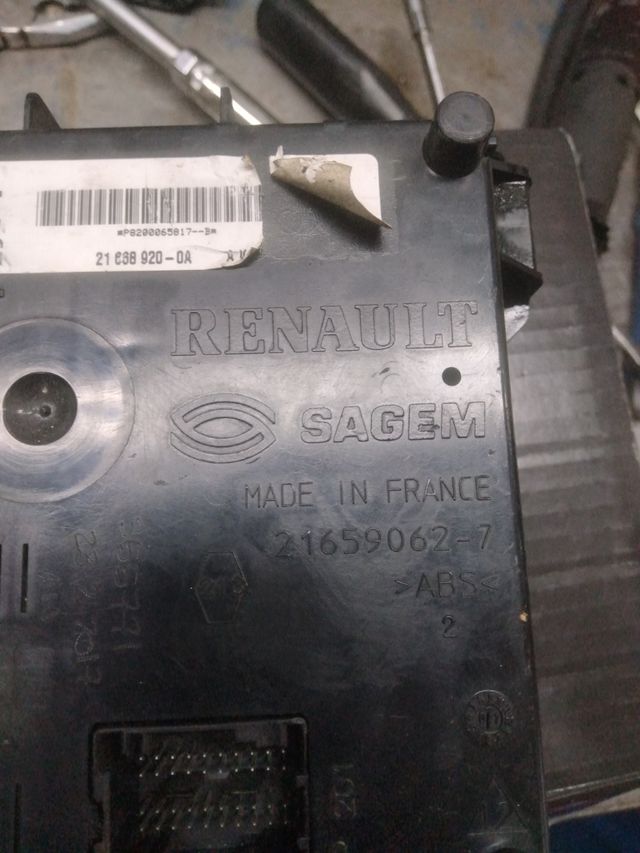 *P8200065817--B*
21 668 920-0A
RENAULT
SAGEM
MADE IN FRANCE
21659062-7
>ABS<
2